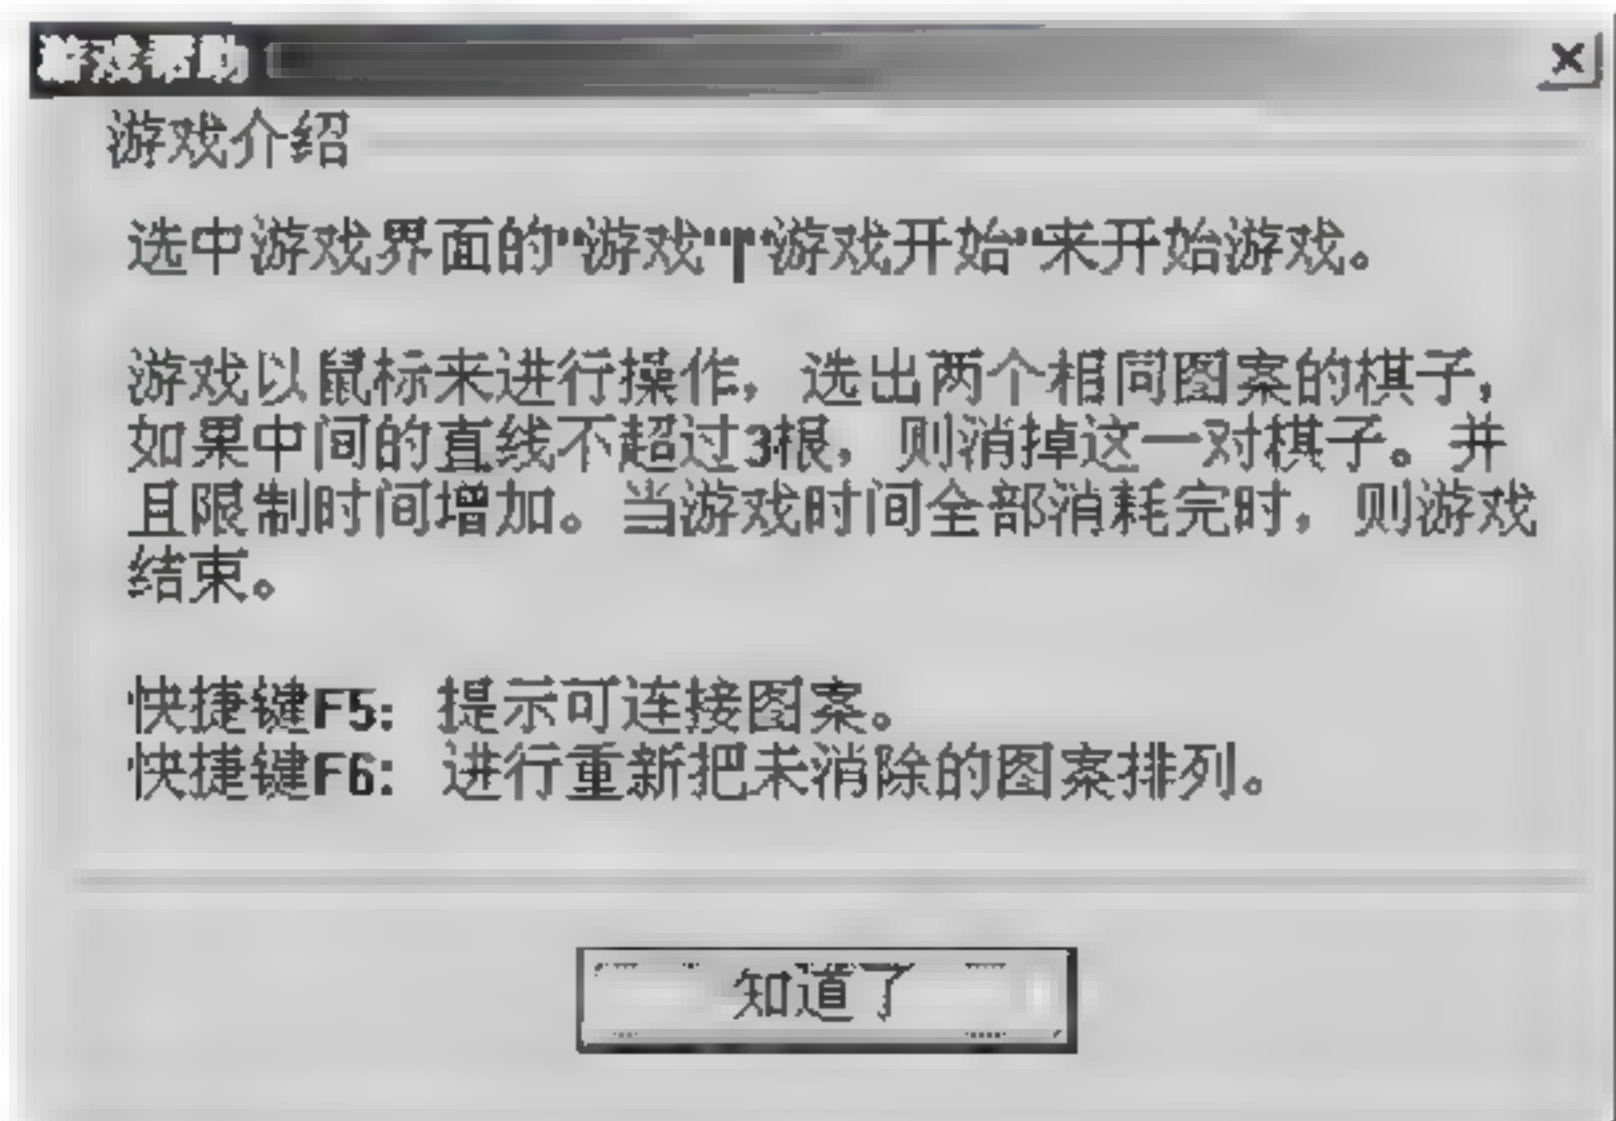 游戏帮助
游戏介绍
选中游戏界面的"游戏"|"游戏开始"来开始游戏。
游戏以鼠标来进行操作，选出两个相同图案的棋子，
如果中间的直线不超过3根，则消掉这一对棋子。并
且限制时间增加。当游戏时间全部消耗完时，则游戏
结束。
快捷键F5：提示可连接图案。
快捷键F6：进行重新把未消除的图案排列。
知道了